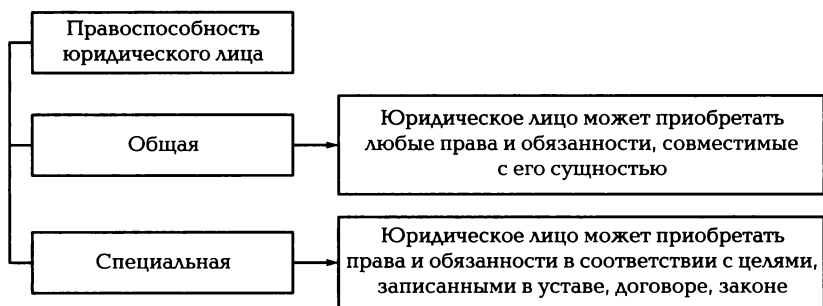 Правоспособность
юридического лица
Общая
Юридическое лицо может приобретать
любые права и обязанности, совместимые
с его сущностью
Специальная
Юридическое лицо может приобретать
права и обязанности в соответствии с целями,
записанными в уставе, договоре, законе